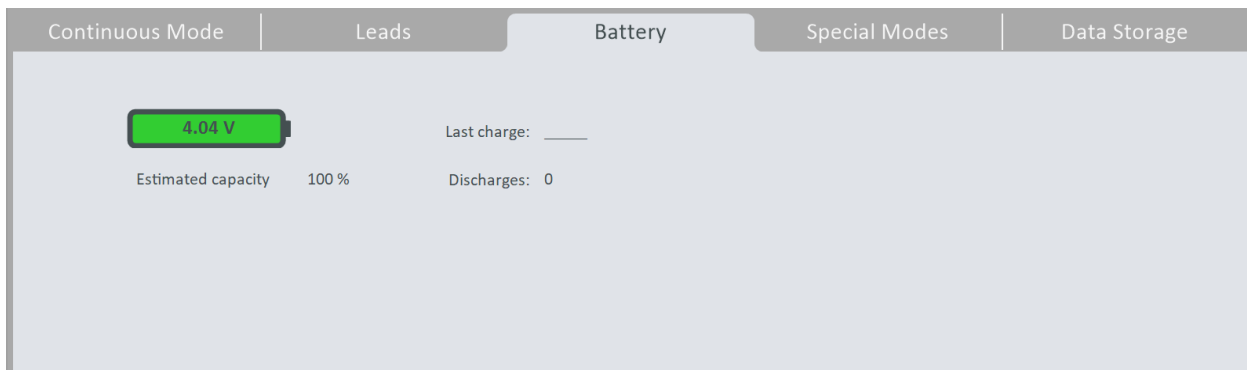 Continuous Mode Leads Battery Special Modes Data Storage
4.04 V
Last charge: _____
Estimated capacity 100 % Discharges: 0